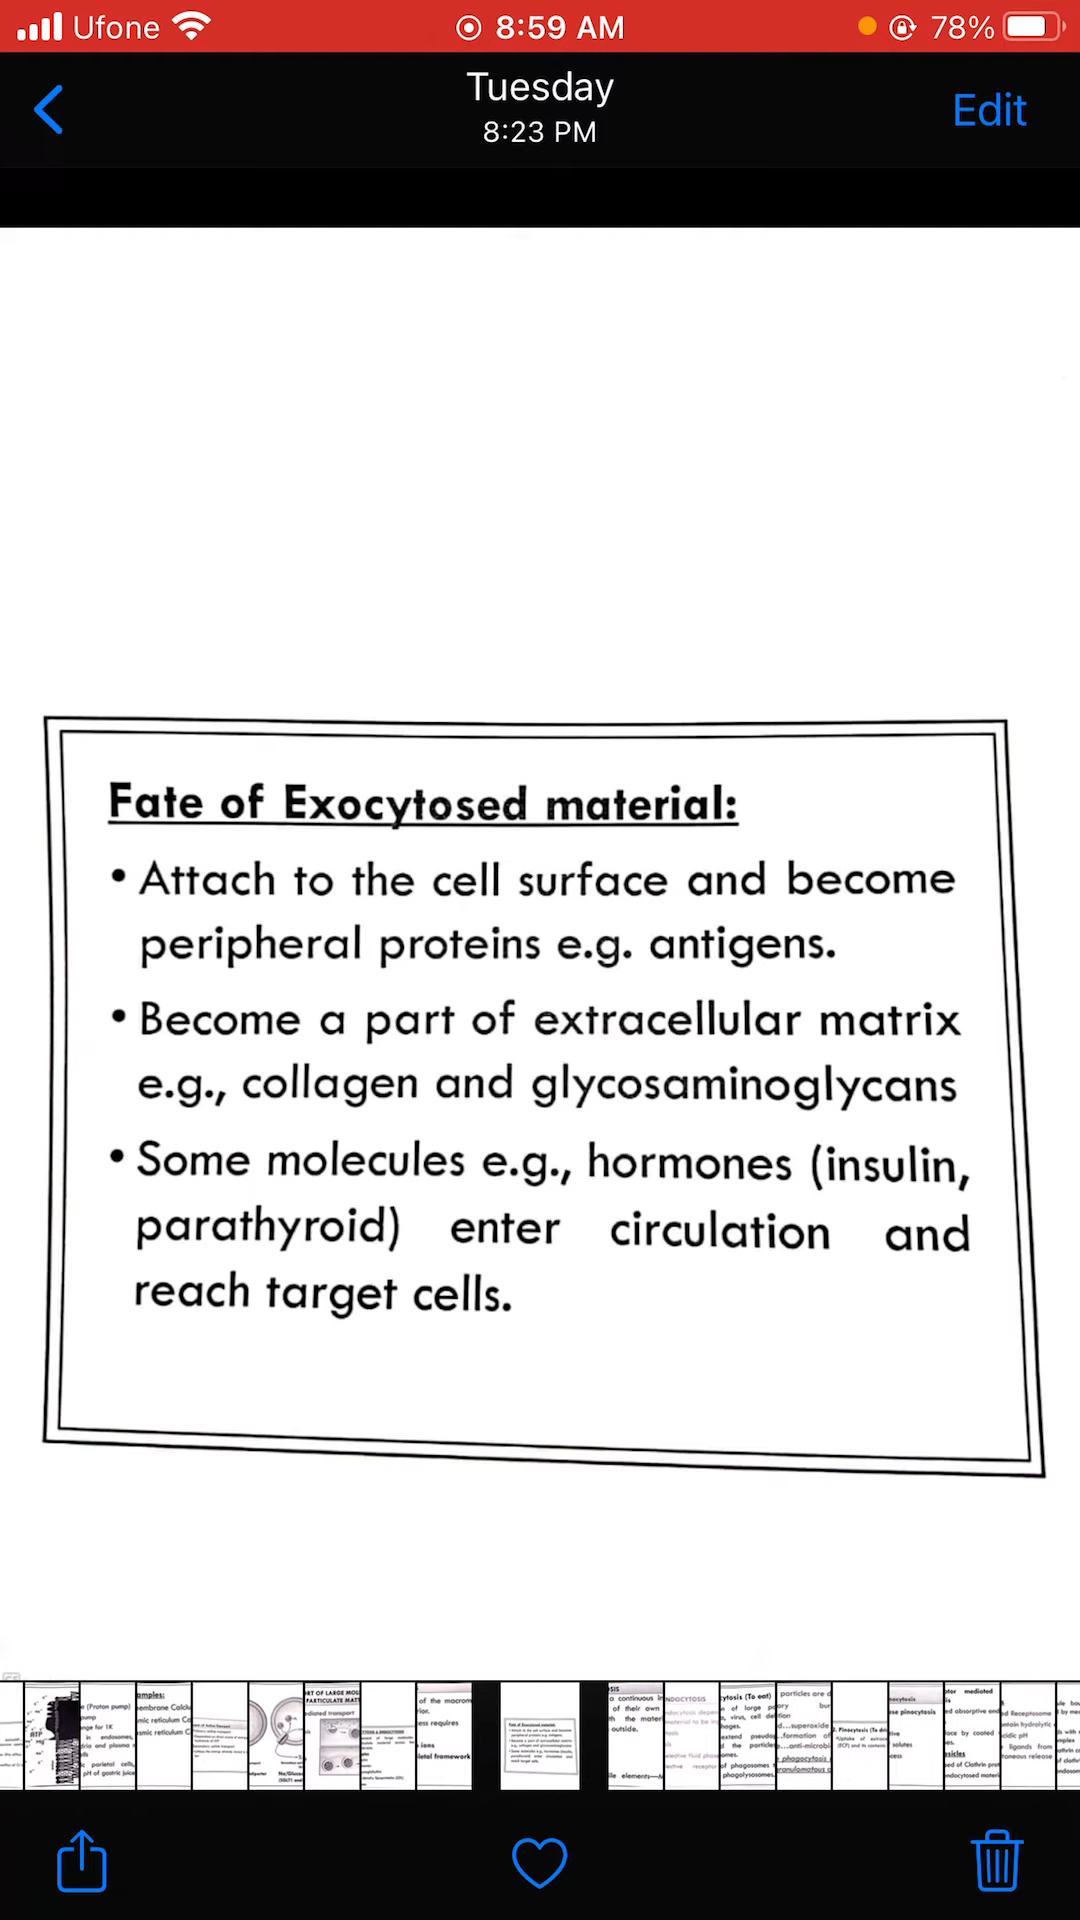 Ufone 8:59 AM 78%
Tuesday
8:23 PM
Edit
Fate of Exocytosed material:
• Attach to the cell surface and become
peripheral proteins e.g. antigens.
• Become a part of extracellular matrix
e.g., collagen and glycosaminoglycans
• Some molecules e.g., hormones (insulin,
parathyroid) enter circulation and
reach target cells.